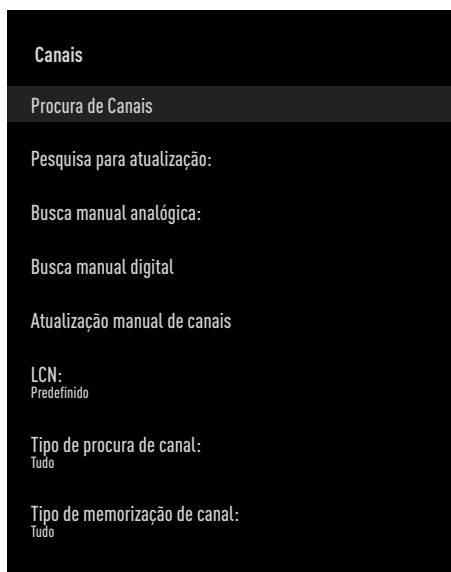 Canais
Procura de Canais
Pesquisa para atualização:
Busca manual analógica:
Busca manual digital
Atualização manual de canais
LCN:
Predefinido
Tipo de procura de canal:
Tudo
Tipo de memorização de canal:
Tudo